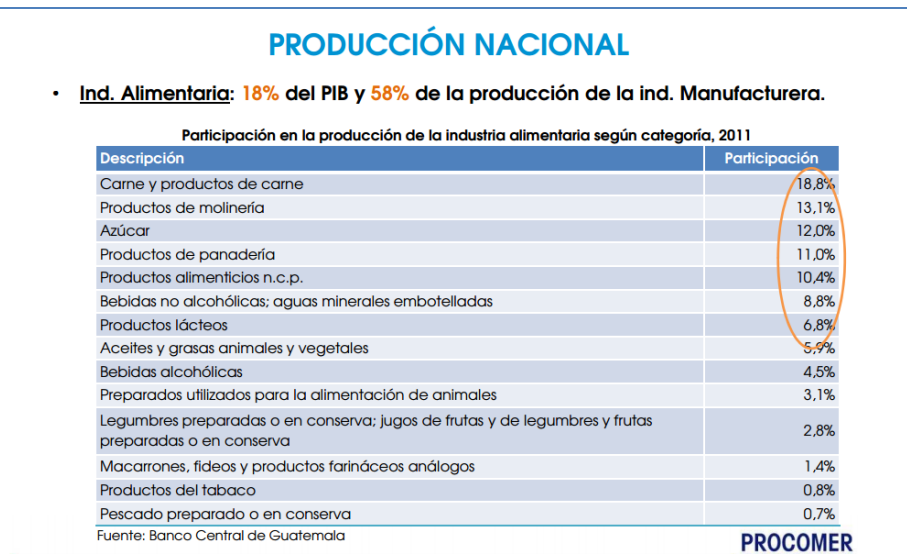 PRODUCCIÓN NACIONAL
• Ind. Alimentaria: 18% del PIB y 58% de la producción de la ind. Manufacturera.
Participación en la producción de la industria alimentaria según categoría, 2011
Descripción Participación
Carne y productos de carne 18,8%
Productos de molinería 13,1%
Azúcar 12,0%
Productos de panadería 11,0%
Productos alimenticios n.c.p. 10,4%
Bebidas no alcohólicas; aguas minerales embotelladas 8,8%
Productos lácteos 6,8%
Aceites y grasas animales y vegetales 5,9%
Bebidas alcohólicas 4,5%
Preparados utilizados para la alimentación de animales 3,1%
Legumbres preparadas o en conserva; jugos de frutas y de legumbres y frutas
preparadas o en conserva 2,8%
Macarrones, fideos y productos farináceos análogos 1,4%
Productos del tabaco 0,8%
Pescado preparado o en conserva 0,7%
Fuente: Banco Central de Guatemala
PROCOMER